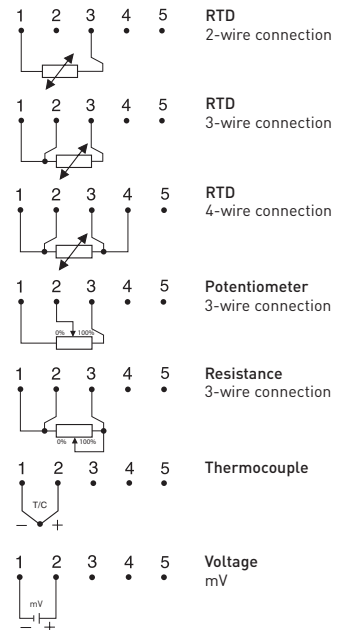 1 2 3 4 5 RTD
2-wire connection
1 2 3 4 5 RTD
3-wire connection
1 2 3 4 5 RTD
4-wire connection
1 2 3 4 5 Potentiometer
3-wire connection
0% 100%
1 2 3 4 5 Resistance
3-wire connection
0% 100%
1 2 3 4 5 Thermocouple
T/C
– +
1 2 3 4 5 Voltage
mV
mV
– +